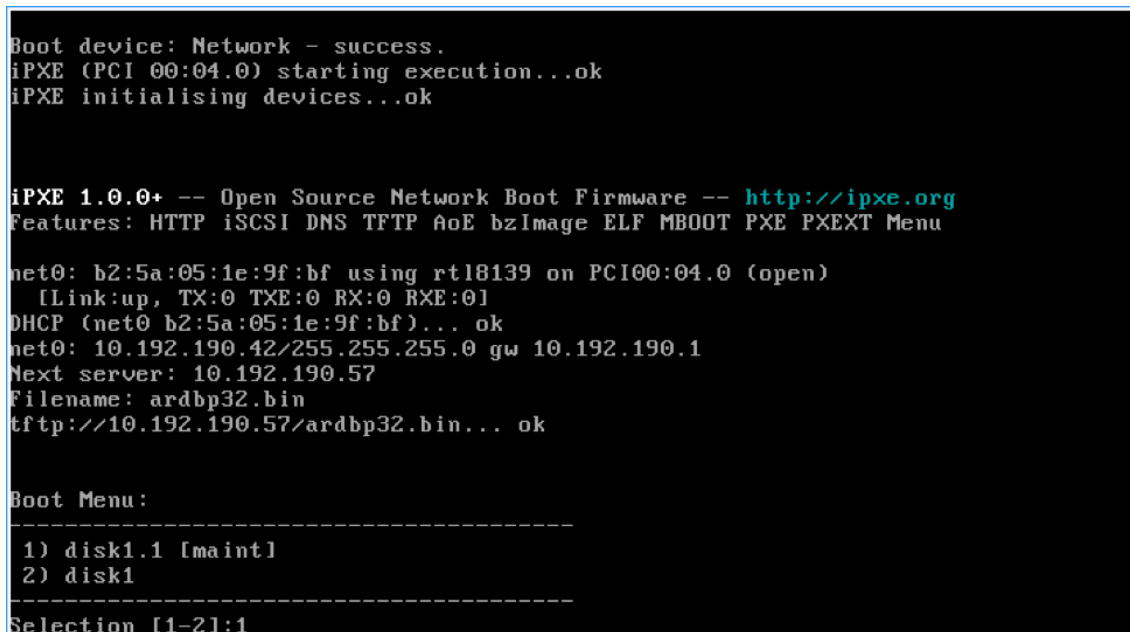 Boot device: Network - success.
iPXE (PCI 00:04.0) starting execution...ok
iPXE initialising devices...ok
iPXE 1.0.0+ -- Open Source Network Boot Firmware -- http://ipxe.org
Features: HTTP iSCSI DNS TFTP AoE bzImage ELF MBOOT PXE PXEXT Menu
net0: b2:5a:05:1e:9f:bf using rtl8139 on PCI00:04.0 (open)
[Link:up, TX:0 TXE:0 RX:0 RXE:0]
DHCP (net0 b2:5a:05:1e:9f:bf)... ok
net0: 10.192.190.42/255.255.255.0 gw 10.192.190.1
Next server: 10.192.190.57
Filename: ardbp32.bin
tftp://10.192.190.57/ardbp32.bin... ok
Boot Menu:
-----------------------------------------
1) disk1.1 [maint]
2) disk1
-----------------------------------------
Selection [1-2]:1